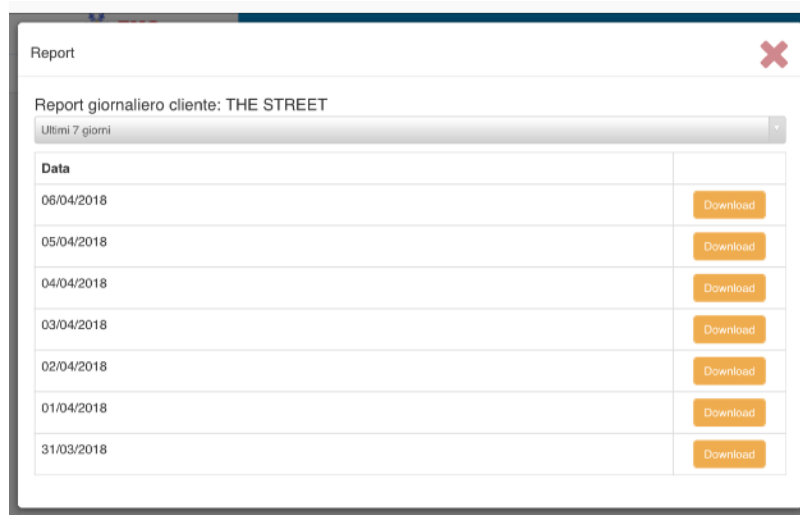 Report
Report giornaliero cliente: THE STREET
Ultimi 7 giorni
Data
06/04/2018 Download
05/04/2018 Download
04/04/2018 Download
03/04/2018 Download
02/04/2018 Download
01/04/2018 Download
31/03/2018 Download